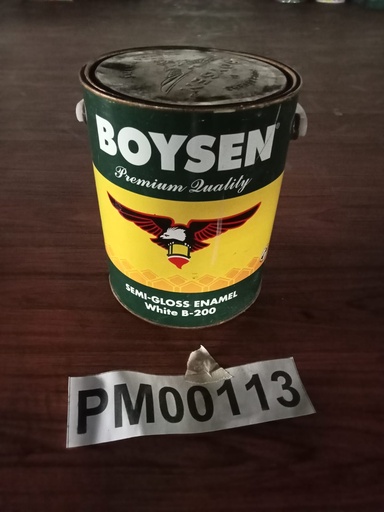 BOYSEN
Premium Quality
SEMI-GLOSS ENAMEL
White B-200
PM00113